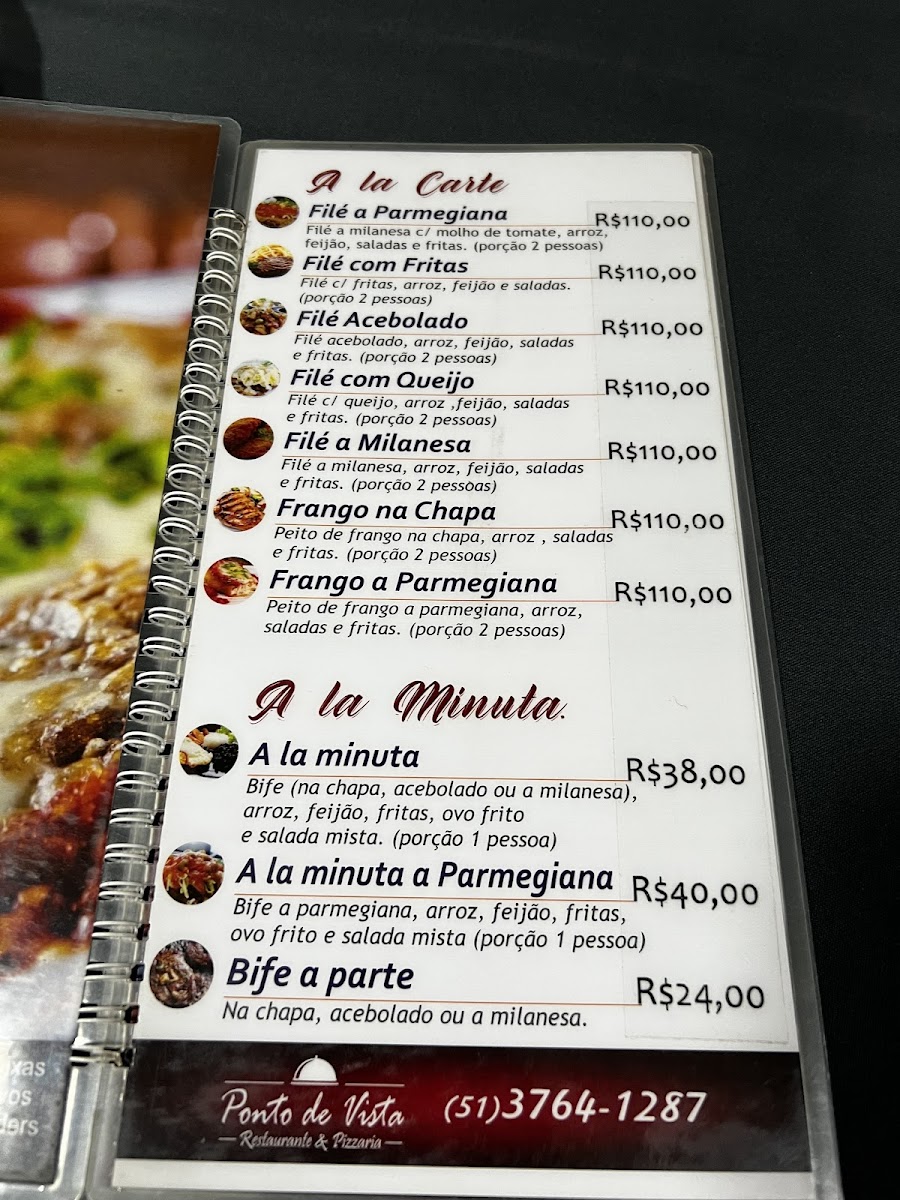 A la Carte
Filé a Parmegiana R$110,00
Filé a milanesa c/ molho de tomate, arroz,
feijão, saladas e fritas. (porção 2 pessoas)
Filé com Fritas R$110,00
Filé c/ fritas, arroz, feijão e saladas.
(porção 2 pessoas)
Filé Acebolado R$110,00
Filé acebolado, arroz, feijão, saladas
e fritas. (porção 2 pessoas)
Filé com Queijo R$110,00
Filé c/ queijo, arroz ,feijão, saladas
e fritas. (porção 2 pessoas)
Filé a Milanesa R$110,00
Filé a milanesa, arroz, feijão, saladas
e fritas. (porção 2 pessoas)
Frango na Chapa R$110,00
Peito de frango na chapa, arroz , saladas
e fritas. (porção 2 pessoas)
Frango a Parmegiana R$110,00
Peito de frango a parmegiana, arroz,
saladas e fritas. (porção 2 pessoas)
A la Minuta.
A la minuta R$38,00
Bife (na chapa, acebolado ou a milanesa),
arroz, feijão, fritas, ovo frito
e salada mista. (porção 1 pessoa)
A la minuta a Parmegiana R$40,00
Bife a parmegiana, arroz, feijão, fritas,
ovo frito e salada mista (porção 1 pessoa)
Bife a parte R$24,00
Na chapa, acebolado ou a milanesa.
Ponto de Vista (51)3764-1287
Restaurante & Pizzaria